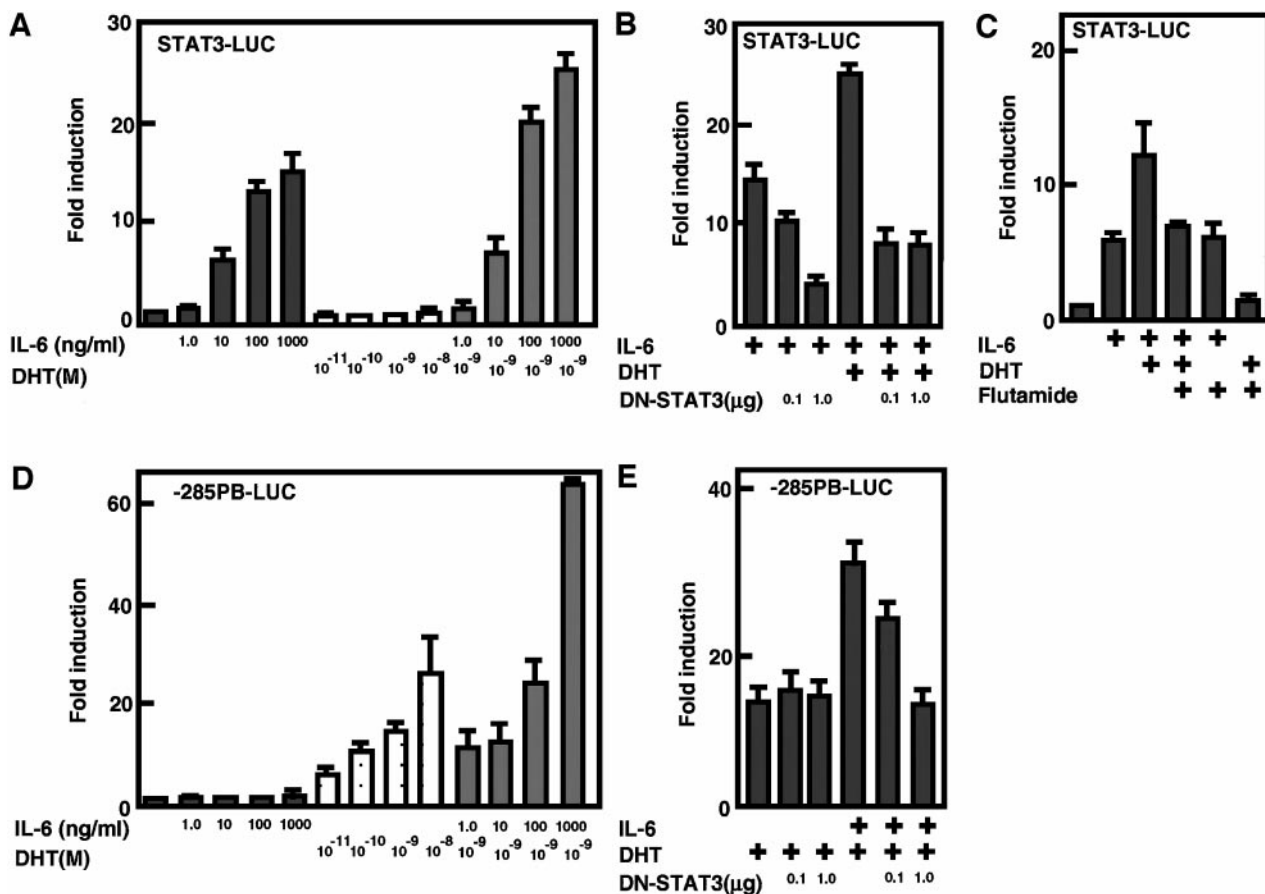 A
STAT3-LUC
Fold induction
30
20
10
0
IL-6 (ng/ml) 1.0 10 100 1000 1.0 10 100 1000
DHT(M) 10-11 10-10 10-9 10-8 10-9 10-9 10-9 10-9
B
STAT3-LUC
Fold induction
30
20
10
0
IL-6 + + + + + +
DHT + + +
DN-STAT3(µg) 0.1 1.0 0.1 1.0
C
STAT3-LUC
Fold induction
20
10
0
IL-6 + + + +
DHT + + +
Flutamide + + +
D
-285PB-LUC
Fold induction
60
40
20
0
IL-6 (ng/ml) 1.0 10 100 1000 1.0 10 100 1000
DHT(M) 10-11 10-10 10-9 10-8 10-9 10-9 10-9 10-9
E
-285PB-LUC
Fold induction
40
20
0
IL-6 + + +
DHT + + + + + +
DN-STAT3(µg) 0.1 1.0 0.1 1.0